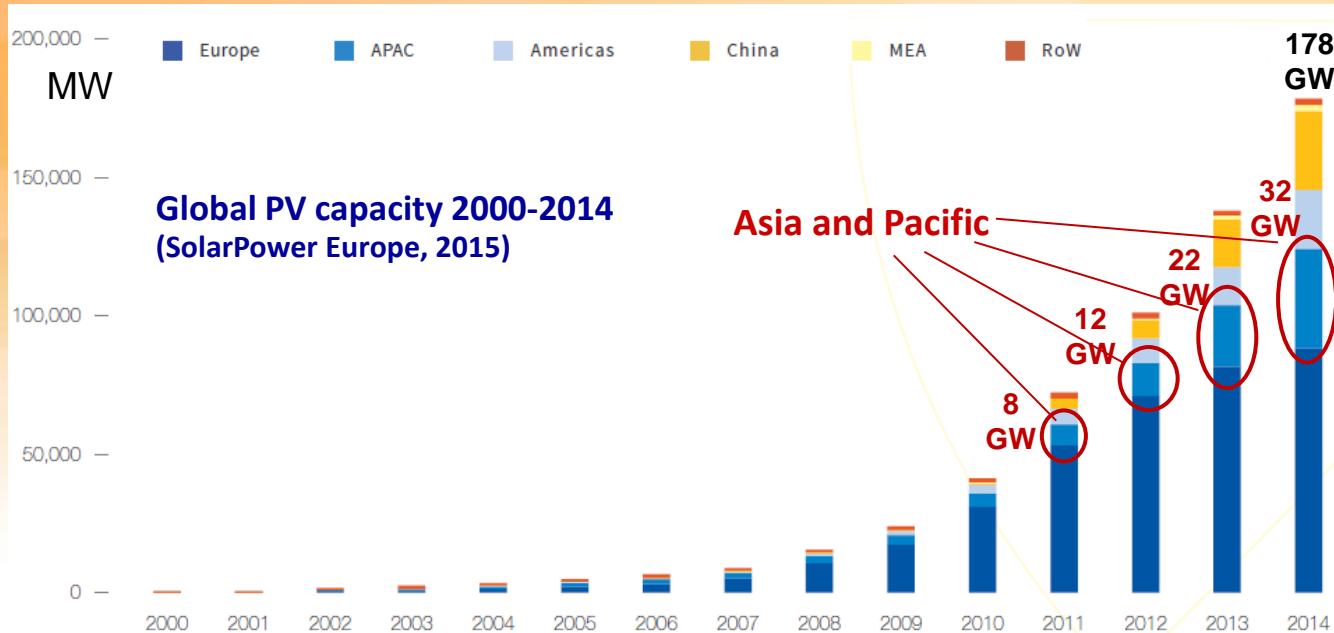 200,000
Europe APAC Americas China MEA RoW
178
GW
MW
150,000
Global PV capacity 2000-2014
(SolarPower Europe, 2015)
Asia and Pacific
32
GW
22
GW
100,000
12
GW
8
GW
50,000
0
2000 2001 2002 2003 2004 2005 2006 2007 2008 2009 2010 2011 2012 2013 2014